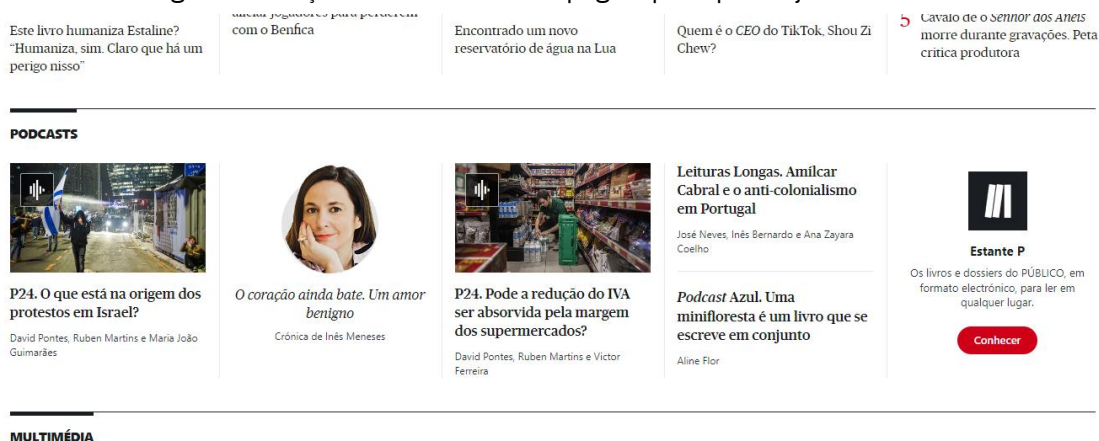 Este livro humaniza Estaline?
“Humaniza, sim. Claro que há um
perigo nisso”
aliciar jogadores para perderem
com o Benfica
Encontrado um novo
reservatório de água na Lua
Quem é o CEO do TikTok, Shou Zi
Chew?
5 Cavalo de o Senhor dos Anéis
morre durante gravações. Peta
critica produtora
PODCASTS
P24. O que está na origem dos
protestos em Israel?
David Pontes, Ruben Martins e Maria João
Guimarães
O coração ainda bate. Um amor
benigno
Crónica de Inês Meneses
P24. Pode a redução do IVA
ser absorvida pela margem
dos supermercados?
David Pontes, Ruben Martins e Victor
Ferreira
Leituras Longas. Amílcar
Cabral e o anti-colonialismo
em Portugal
José Neves, Inês Bernardo e Ana Zayara
Coelho
Podcast Azul. Uma
minifloresta é um livro que se
escreve em conjunto
Aline Flor
Estante P
Os livros e dossiers do PÚBLICO, em
formato electrónico, para ler em
qualquer lugar.
Conhecer
MULTIMÉDIA